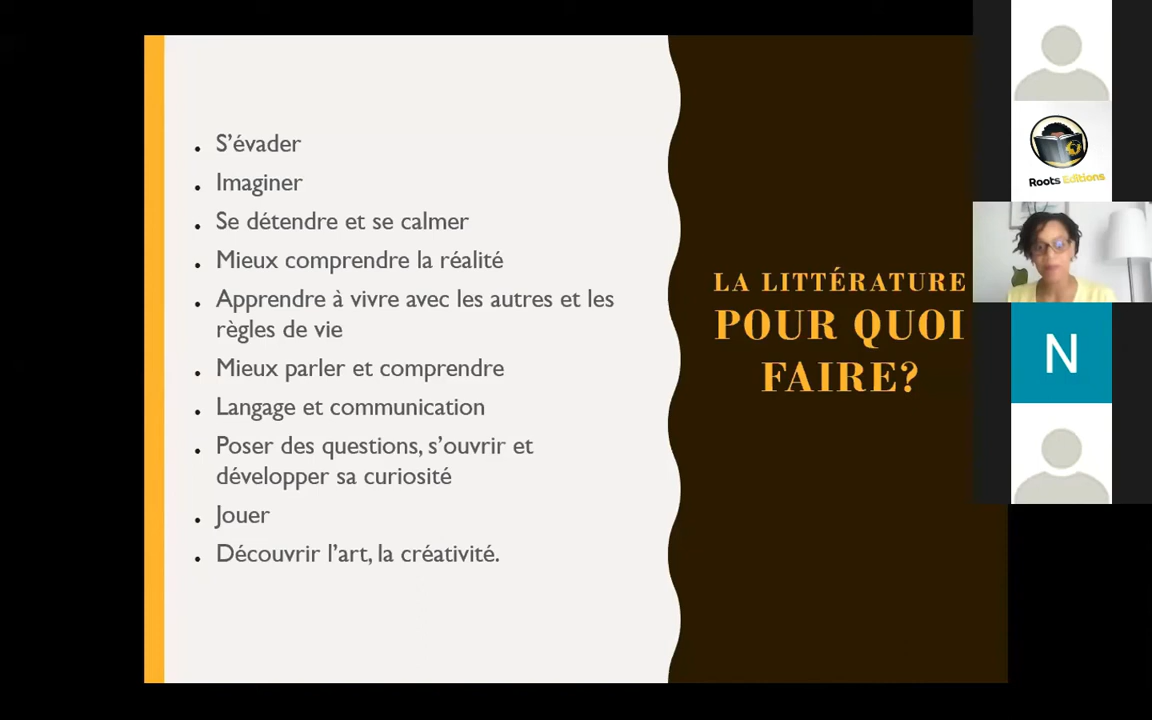 S'évader
Imaginer
Se détendre et se calmer
Mieux comprendre la réalité
Apprendre à vivre avec les autres et les
règles de vie
Mieux parler et comprendre
Langage et communication
Poser des questions, s'ouvrir et
développer sa curiosité
Jouer
Découvrir l'art, la créativité.
LA LITTÉRATURE
POUR QUOI
FAIRE?
Roots Editions
N